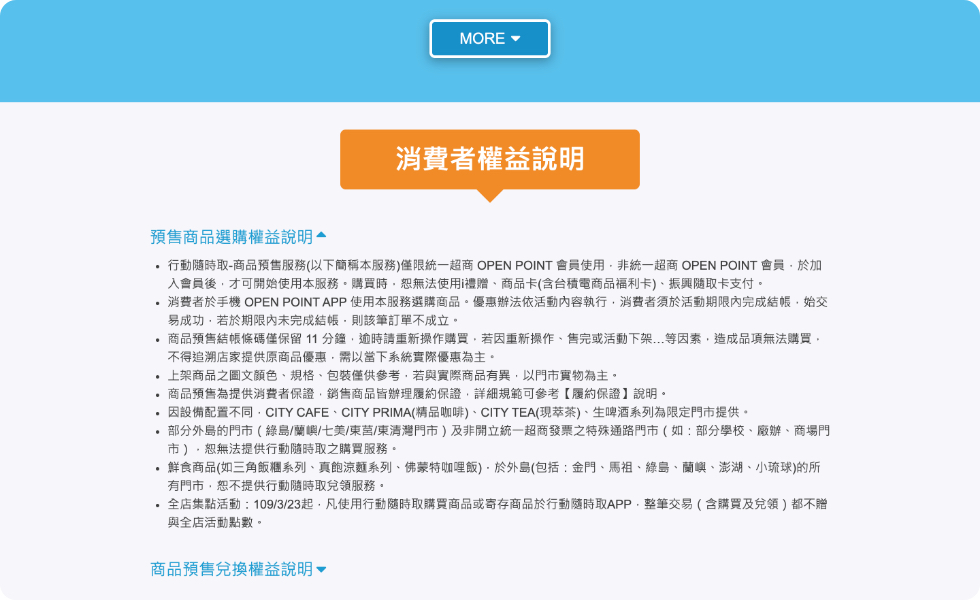 MORE
消費者權益說明
預售商品選購權益說明
• 行動隨時取-商品預售服務(以下簡稱本服務)僅限統一超商 OPEN POINT 會員使用，非統一超商 OPEN POINT 會員，於加
入會員後，才可開始使用本服務。購買時，恕無法使用i禮贈、商品卡(含台積電商品福利卡)、振興隨取卡支付。
• 消費者於手機 OPEN POINT APP 使用本服務選購商品。優惠辦法依活動內容執行，消費者須於活動期限內完成結帳，始交
易成功，若於期限內未完成結帳，則該筆訂單不成立。
• 商品預售結帳條碼僅保留 11 分鐘，逾時請重新操作購買，若因重新操作、售完或活動下架...等因素，造成品項無法購買，
不得追溯店家提供原商品優惠，需以當下系統實際優惠為主。
• 上架商品之圖文顏色、規格、包裝僅供參考，若與實際商品有異，以門市實物為主。
• 商品預售為提供消費者保證，銷售商品皆辦理履約保證，詳細規範可參考【履約保證】說明。
• 因設備配置不同，CITY CAFE、CITY PRIMA(精品咖啡)、CITY TEA(現萃茶)、生啤酒系列為限定門市提供。
• 部分外島的門市（綠島/蘭嶼/七美/東莒/東清灣門市）及非開立統一超商發票之特殊通路門市（如：部分學校、廠辦、商場門
市），恕無法提供行動隨時取之購買服務。
• 鮮食商品(如三角飯糰系列、真飽涼麵系列、佛蒙特咖哩飯)，於外島(包括：金門、馬祖、綠島、蘭嶼、澎湖、小琉球)的所
有門市，恕不提供行動隨時取兌領服務。
• 全店集點活動：109/3/23起，凡使用行動隨時取購買商品或寄存商品於行動隨時取APP，整筆交易（含購買及兌領）都不贈
與全店活動點數。
商品預售兌換權益說明